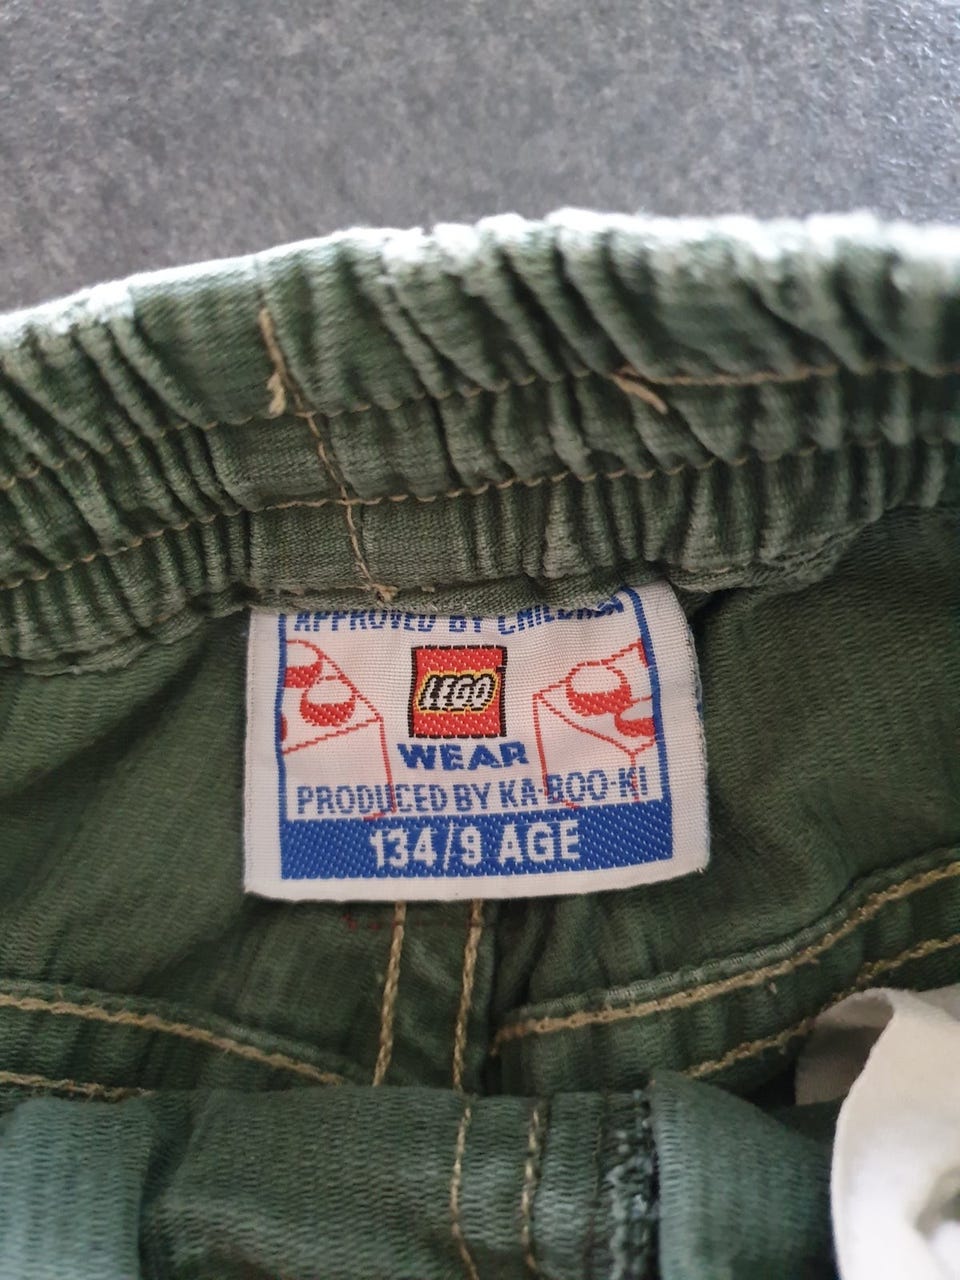 APPROVED BY CHILDREN
LEGO
WEAR
PRODUCED BY KA-BOO-KI
134/9 AGE